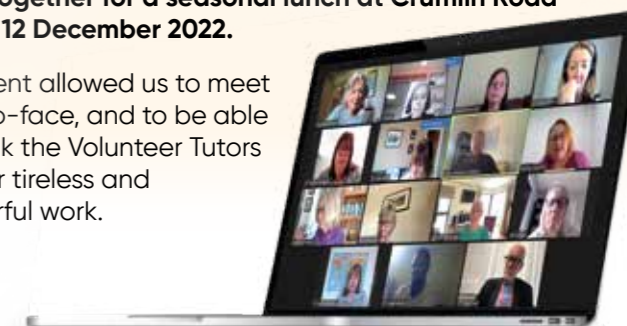 together for a seasonal lunch at Crumlin Road
12 December 2022.
ent allowed us to meet
o-face, and to be able
k the Volunteer Tutors
r tireless and
rful work.